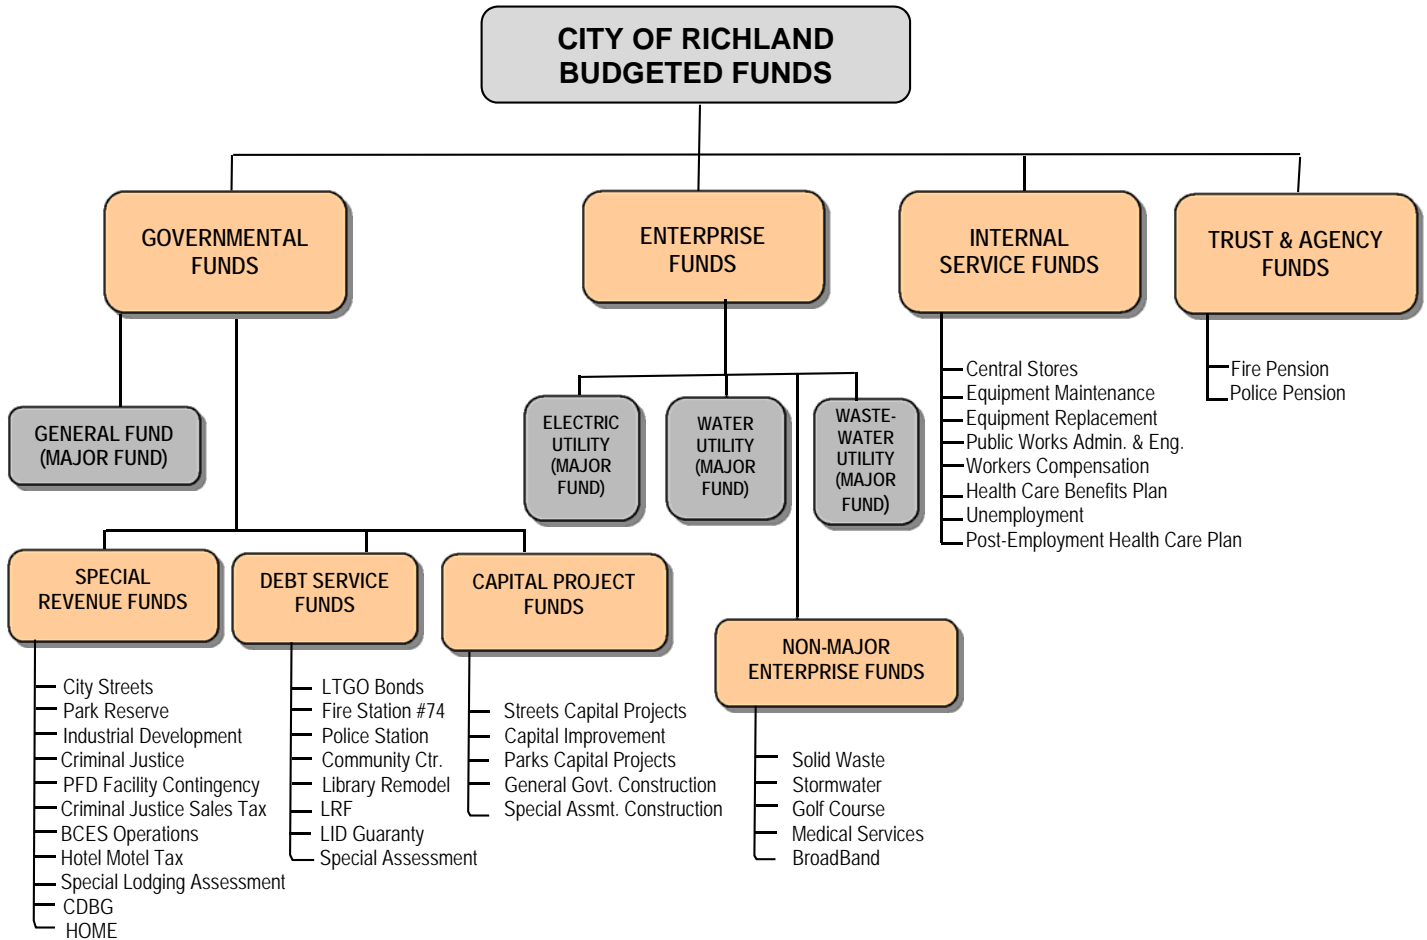 CITY OF RICHLAND
BUDGETED FUNDS
GOVERNMENTAL
FUNDS
ENTERPRISE
FUNDS
INTERNAL
SERVICE FUNDS
TRUST & AGENCY
FUNDS
GENERAL FUND
(MAJOR FUND)
ELECTRIC
UTILITY
(MAJOR
FUND)
WATER
UTILITY
(MAJOR
FUND)
WASTE-
WATER
UTILITY
(MAJOR
FUND)
Central Stores
Equipment Maintenance
Equipment Replacement
Public Works Admin. & Eng.
Workers Compensation
Health Care Benefits Plan
Unemployment
Post-Employment Health Care Plan
Fire Pension
Police Pension
SPECIAL
REVENUE FUNDS
DEBT SERVICE
FUNDS
CAPITAL PROJECT
FUNDS
NON-MAJOR
ENTERPRISE FUNDS
City Streets
Park Reserve
Industrial Development
Criminal Justice
PFD Facility Contingency
Criminal Justice Sales Tax
BCES Operations
Hotel Motel Tax
Special Lodging Assessment
CDBG
HOME
LTGO Bonds
Fire Station #74
Police Station
Community Ctr.
Library Remodel
LRF
LID Guaranty
Special Assessment
Streets Capital Projects
Capital Improvement
Parks Capital Projects
General Govt. Construction
Special Assmt. Construction
Solid Waste
Stormwater
Golf Course
Medical Services
BroadBand